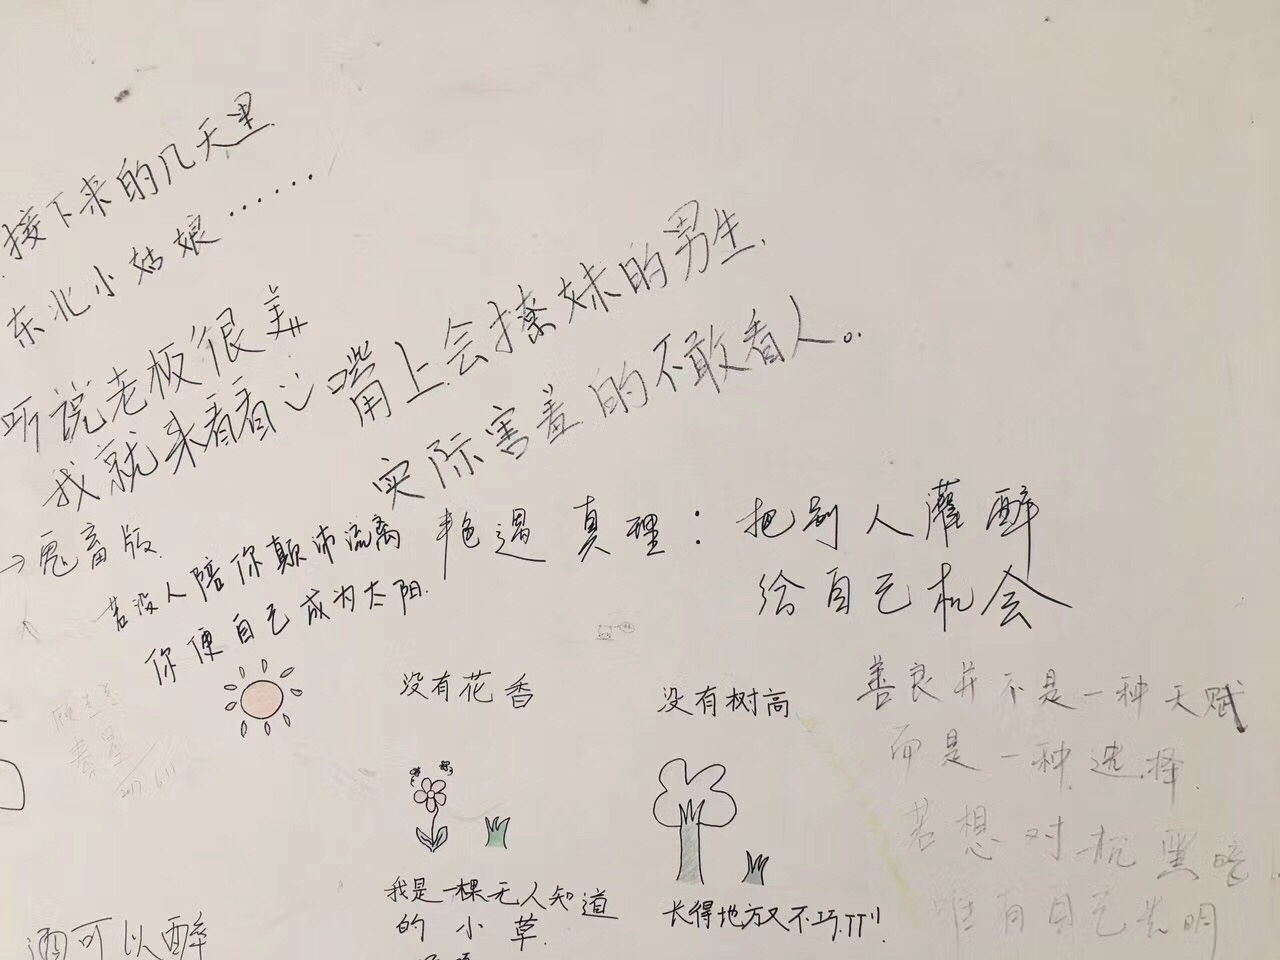 接下来的几天里
东北小姑娘……
听说老板很美
我就来看看
嘴上会撩妹的男生
实际害羞的不敢看人。
→鬼畜版
若没人陪你颠沛流离
你便自己成为太阳.
艳遇真理：把别人灌醉
给自己机会
没有花香
我是一棵无人知道
的小草
没有树高
长得地方又不巧TT!!
善良并不是一种天赋
而是一种选择
若想对抗黑暗
唯有自己光明
2017.6.11
酒可以醉